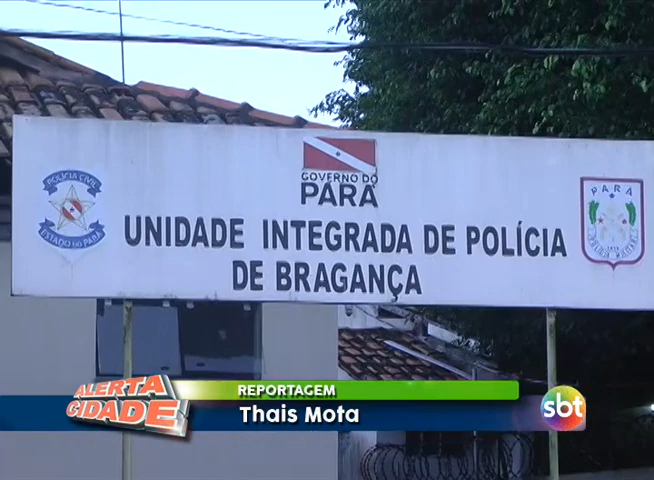 POLÍCIA CIVIL
ESTADO DO PARÁ
GOVERNO DO
PARÁ
PARÁ
UNIDADE INTEGRADA DE POLÍCIA
DE BRAGANÇA
ALERTA
CIDADE
REPORTAGEM
Thais Mota
sbt